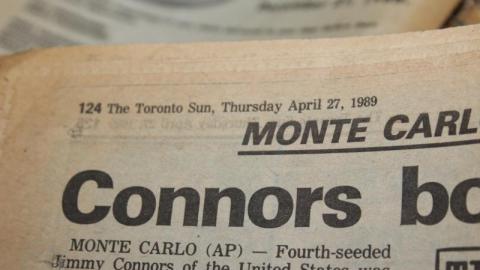 124 The Toronto Sun, Thursday April 27, 1989
MONTE CARL
Connors bo
MONTE CARLO (AP) — Fourth-seeded
Jimmy Connors of the United States was